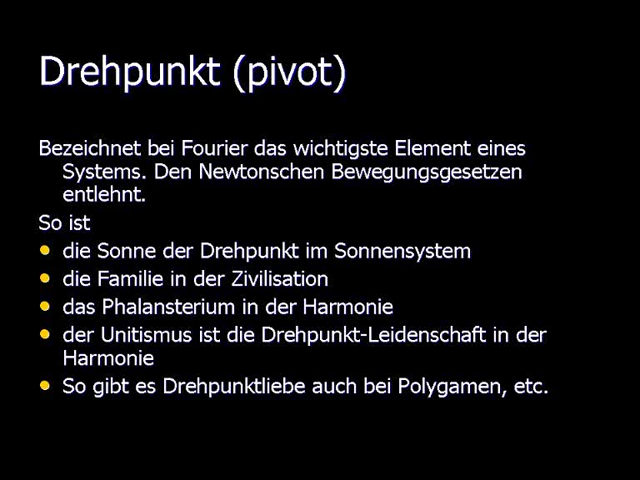 Drehpunkt (pivot)
Bezeichnet bei Fourier das wichtigste Element eines
Systems. Den Newtonschen Bewegungsgesetzen
entlehnt.
So ist
• die Sonne der Drehpunkt im Sonnensystem
• die Familie in der Zivilisation
• das Phalansterium in der Harmonie
• der Unitismus ist die Drehpunkt-Leidenschaft in der
Harmonie
• So gibt es Drehpunktliebe auch bei Polygamen, etc.